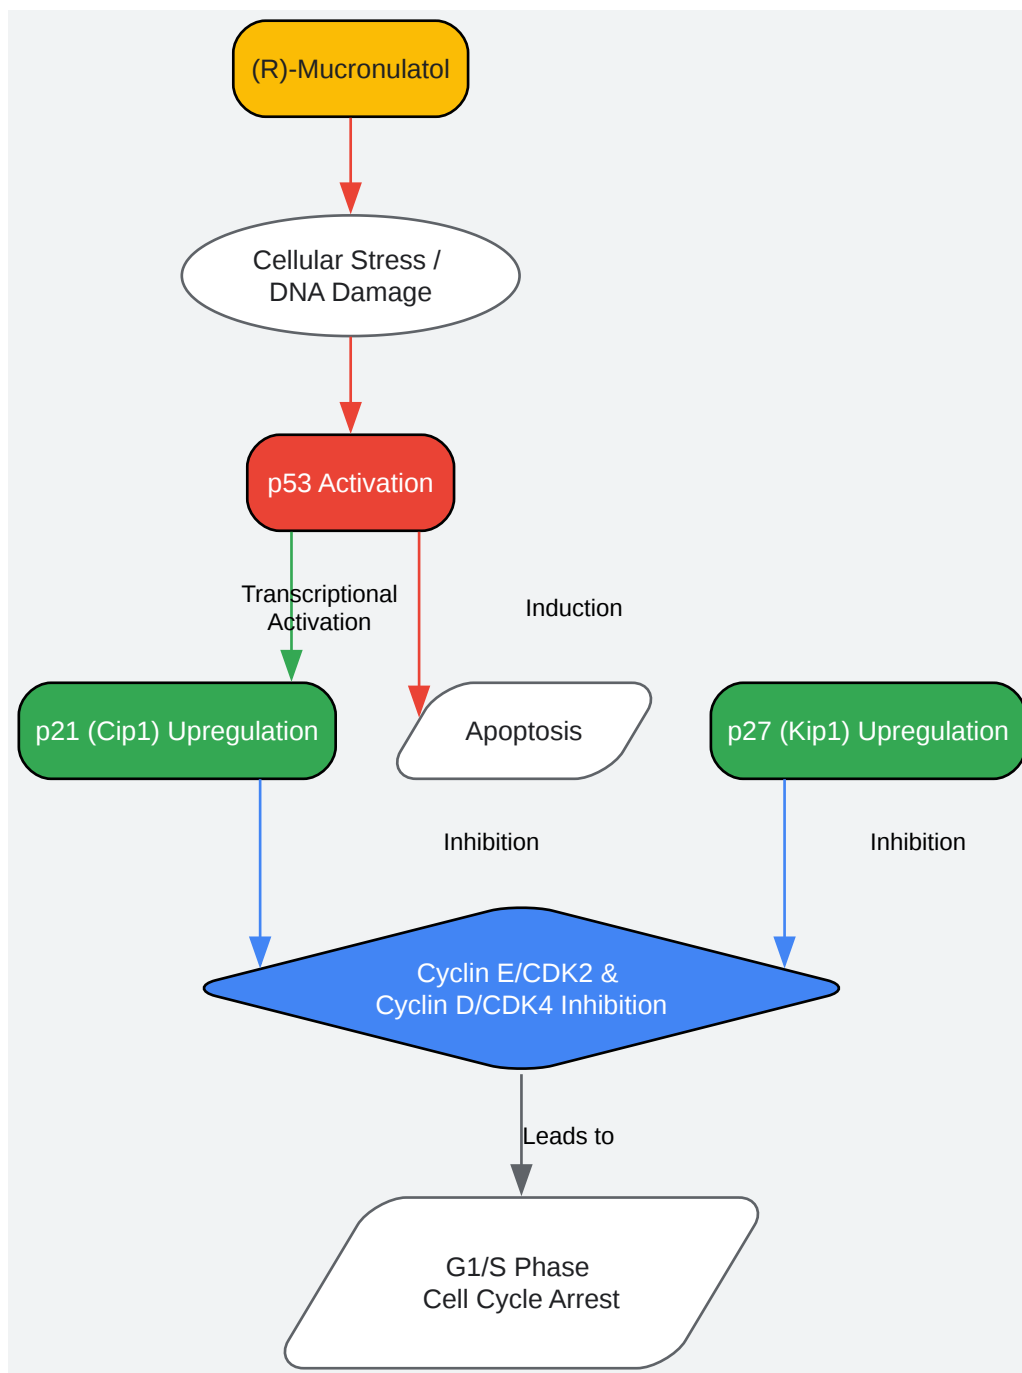 (R)-Mucronulatol
Cellular Stress /
DNA Damage
p53 Activation
Transcriptional
Activation
Induction
p21 (Cip1) Upregulation
Apoptosis
p27 (Kip1) Upregulation
Inhibition
Inhibition
Cyclin E/CDK2 &
Cyclin D/CDK4 Inhibition
Leads to
G1/S Phase
Cell Cycle Arrest